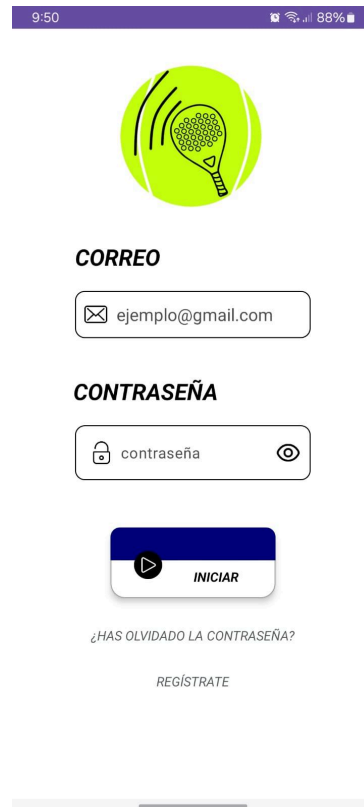 9:50
88%
CORREO
ejemplo@gmail.com
CONTRASEÑA
contraseña
INICIAR
¿HAS OLVIDADO LA CONTRASEÑA?
REGÍSTRATE